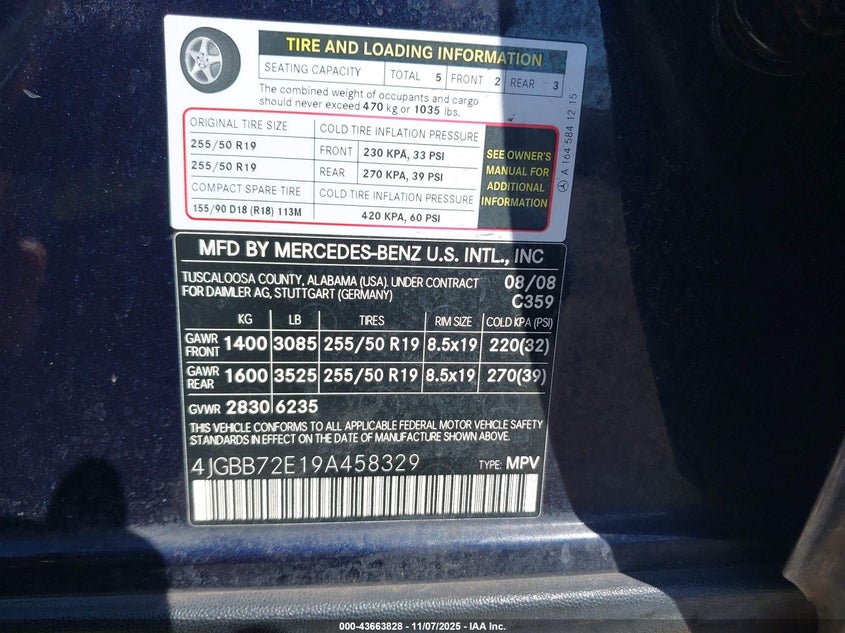 TIRE AND LOADING INFORMATION
SEATING CAPACITY TOTAL 5 FRONT 2 REAR 3
The combined weight of occupants and cargo
should never exceed 470 kg or 1035 lbs.
ORIGINAL TIRE SIZE COLD TIRE INFLATION PRESSURE
255/50 R19 FRONT 230 KPA, 33 PSI
255/50 R19 REAR 270 KPA, 39 PSI
COMPACT SPARE TIRE COLD TIRE INFLATION PRESSURE
155/90 D18 (R18) 113M 420 KPA, 60 PSI
SEE OWNER'S
MANUAL FOR
ADDITIONAL
INFORMATION
A 164 584 12 15
MFD BY MERCEDES-BENZ U.S. INTL., INC
TUSCALOOSA COUNTY, ALABAMA (USA). UNDER CONTRACT 08/08
FOR DAIMLER AG, STUTTGART (GERMANY) C359
KG LB TIRES RIM SIZE COLD KPA (PSI)
GAWR
FRONT 1400 3085 255/50 R19 8.5x19 220(32)
GAWR
REAR 1600 3525 255/50 R19 8.5x19 270(39)
GVWR 2830 6235
THIS VEHICLE CONFORMS TO ALL APPLICABLE FEDERAL MOTOR VEHICLE SAFETY
STANDARDS IN EFFECT ON THE DATE OF MANUFACTURE SHOWN ABOVE.
4JGBB72E19A458329 TYPE: MPV
000-43663828 - 11/07/2025 - IAA Inc.